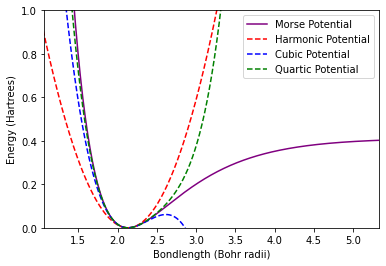 1.0
0.8
0.6
0.4
0.2
0.0
Energy (Hartrees)
Morse Potential
Harmonic Potential
Cubic Potential
Quartic Potential
1.5 2.0 2.5 3.0 3.5 4.0 4.5 5.0
Bondlength (Bohr radii)